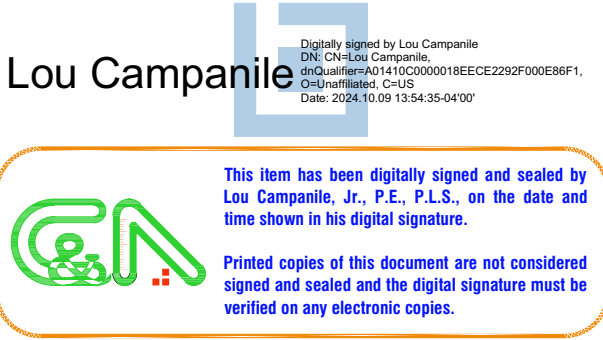 Lou Campanile
Digitally signed by Lou Campanile
DN: CN=Lou Campanile,
dnQualifier=A01410C0000018EECE2292F000E86F1,
O=Unaffiliated, C=US
Date: 2024.10.09 13:54:35-04'00'
C&A
This item has been digitally signed and sealed by
Lou Campanile, Jr., P.E., P.L.S., on the date and
time shown in his digital signature.
Printed copies of this document are not considered
signed and sealed and the digital signature must be
verified on any electronic copies.